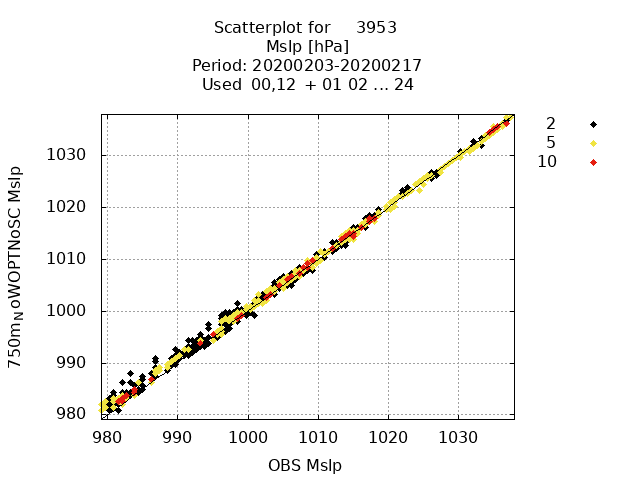 Scatterplot for 3953
Mslp [hPa]
Period: 20200203-20200217
Used 00,12 + 01 02 ... 24
2
5
10
750mNoWOPTNoSC Mslp
1030
1020
1010
1000
990
980
980 990 1000 1010 1020 1030
OBS Mslp